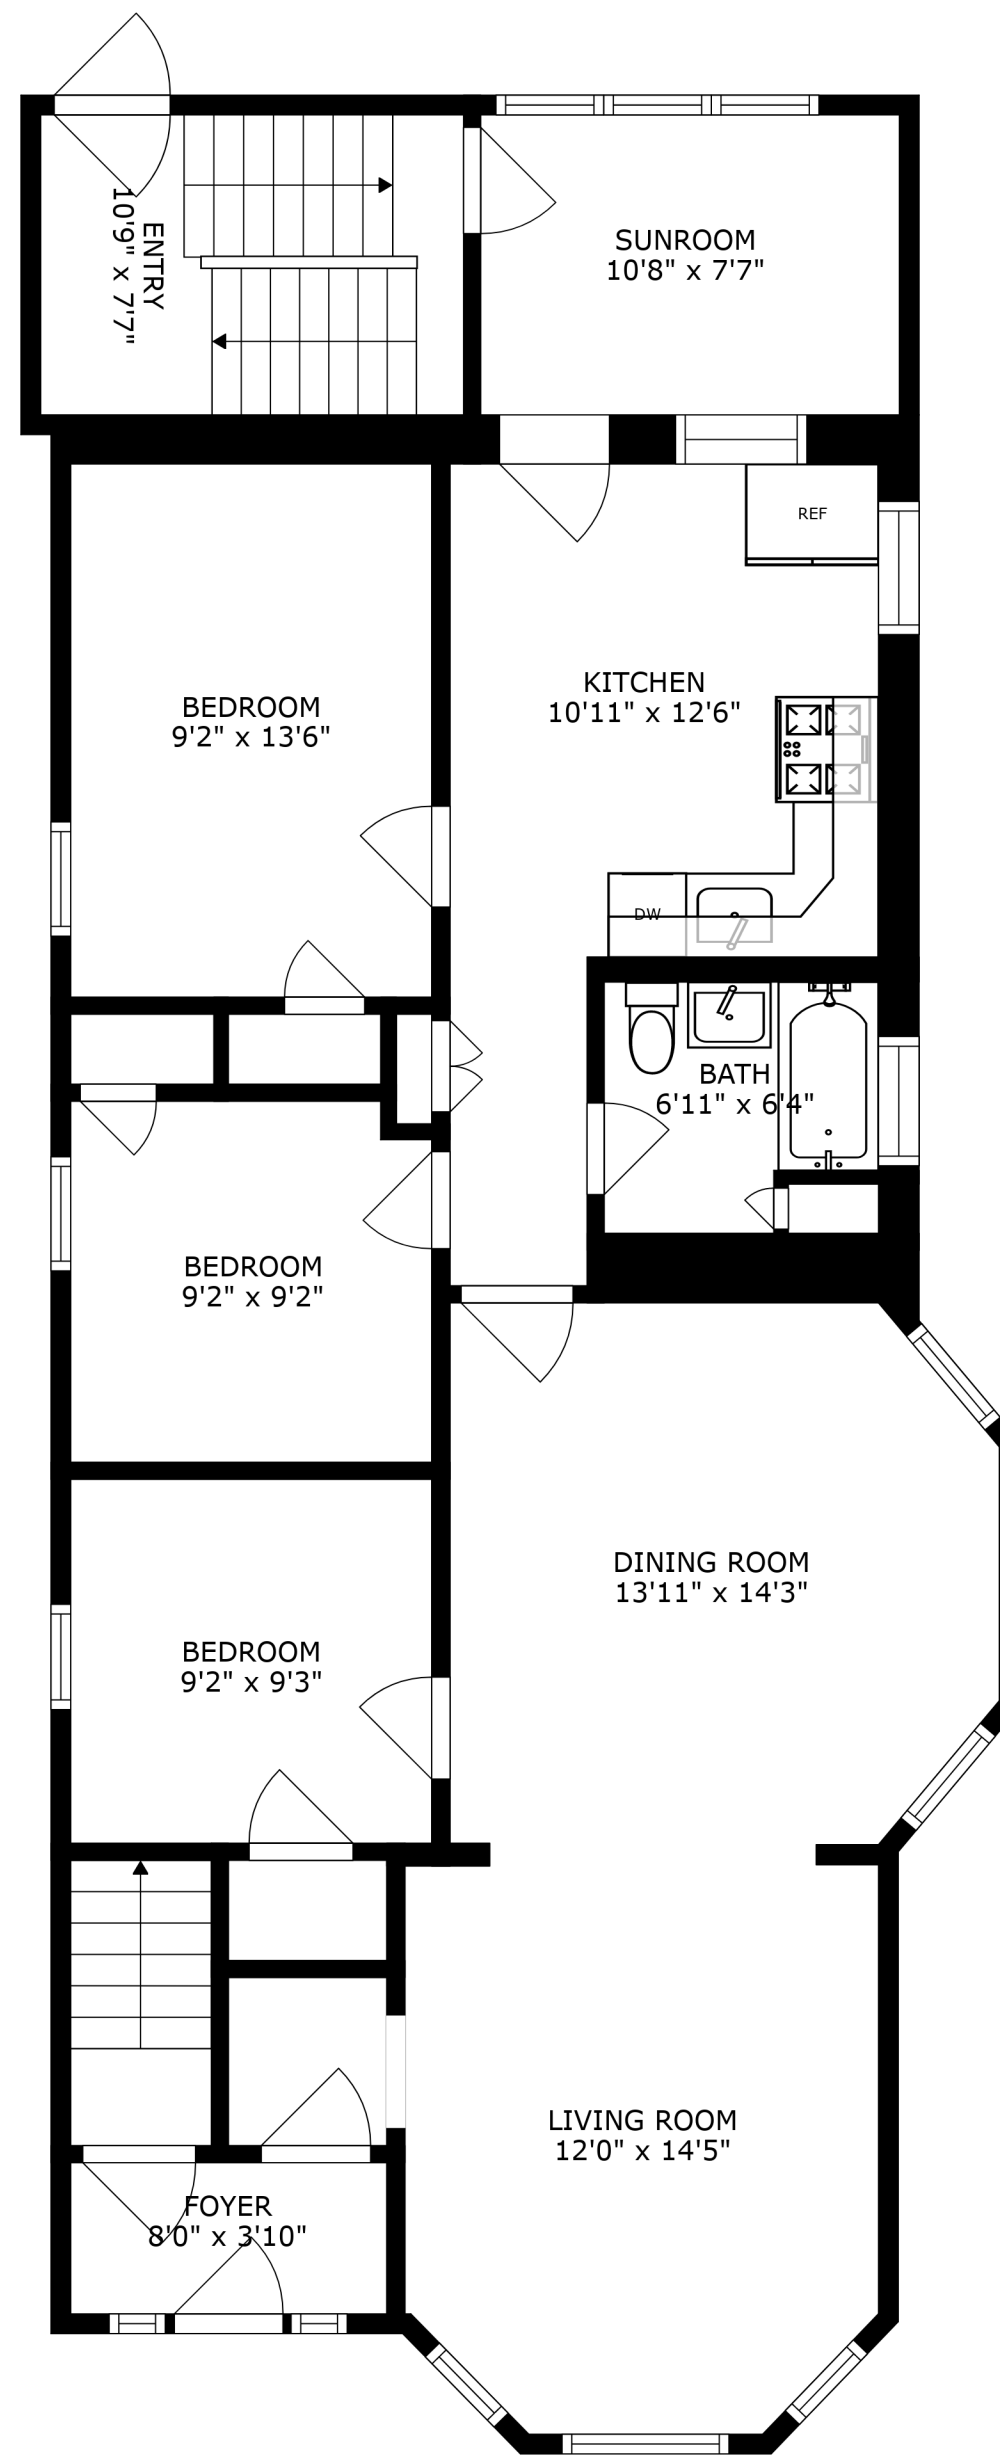 ENTRY
10'9" x 7'7"
SUNROOM
10'8" x 7'7"
REF
KITCHEN
10'11" x 12'6"
BEDROOM
9'2" x 13'6"
DW
BATH
6'11" x 6'4"
BEDROOM
9'2" x 9'2"
DINING ROOM
13'11" x 14'3"
BEDROOM
9'2" x 9'3"
LIVING ROOM
12'0" x 14'5"
FOYER
8'0" x 3'10"